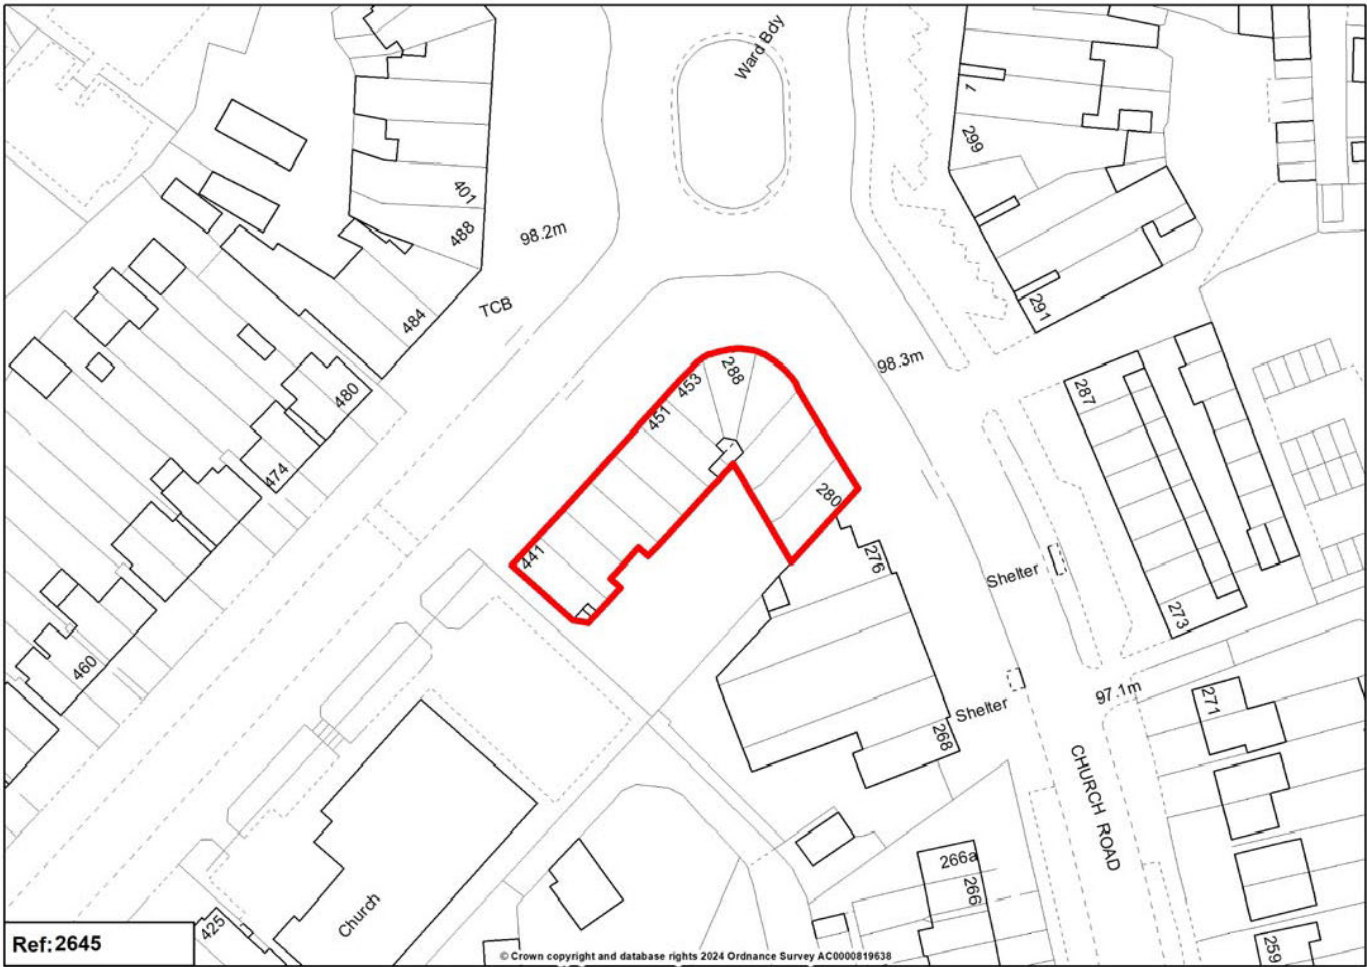 Ward Bdy
1
299
401
488
98.2m
TCB
484
291
98.3m
288
453
451
480
287
474
280
441
276
Shelter
273
460
97.1m
271
Shelter
268
CHURCH ROAD
266a
266
Church
425
259
Ref:2645
© Crown copyright and database rights 2024 Ordnance Survey AC0000819638